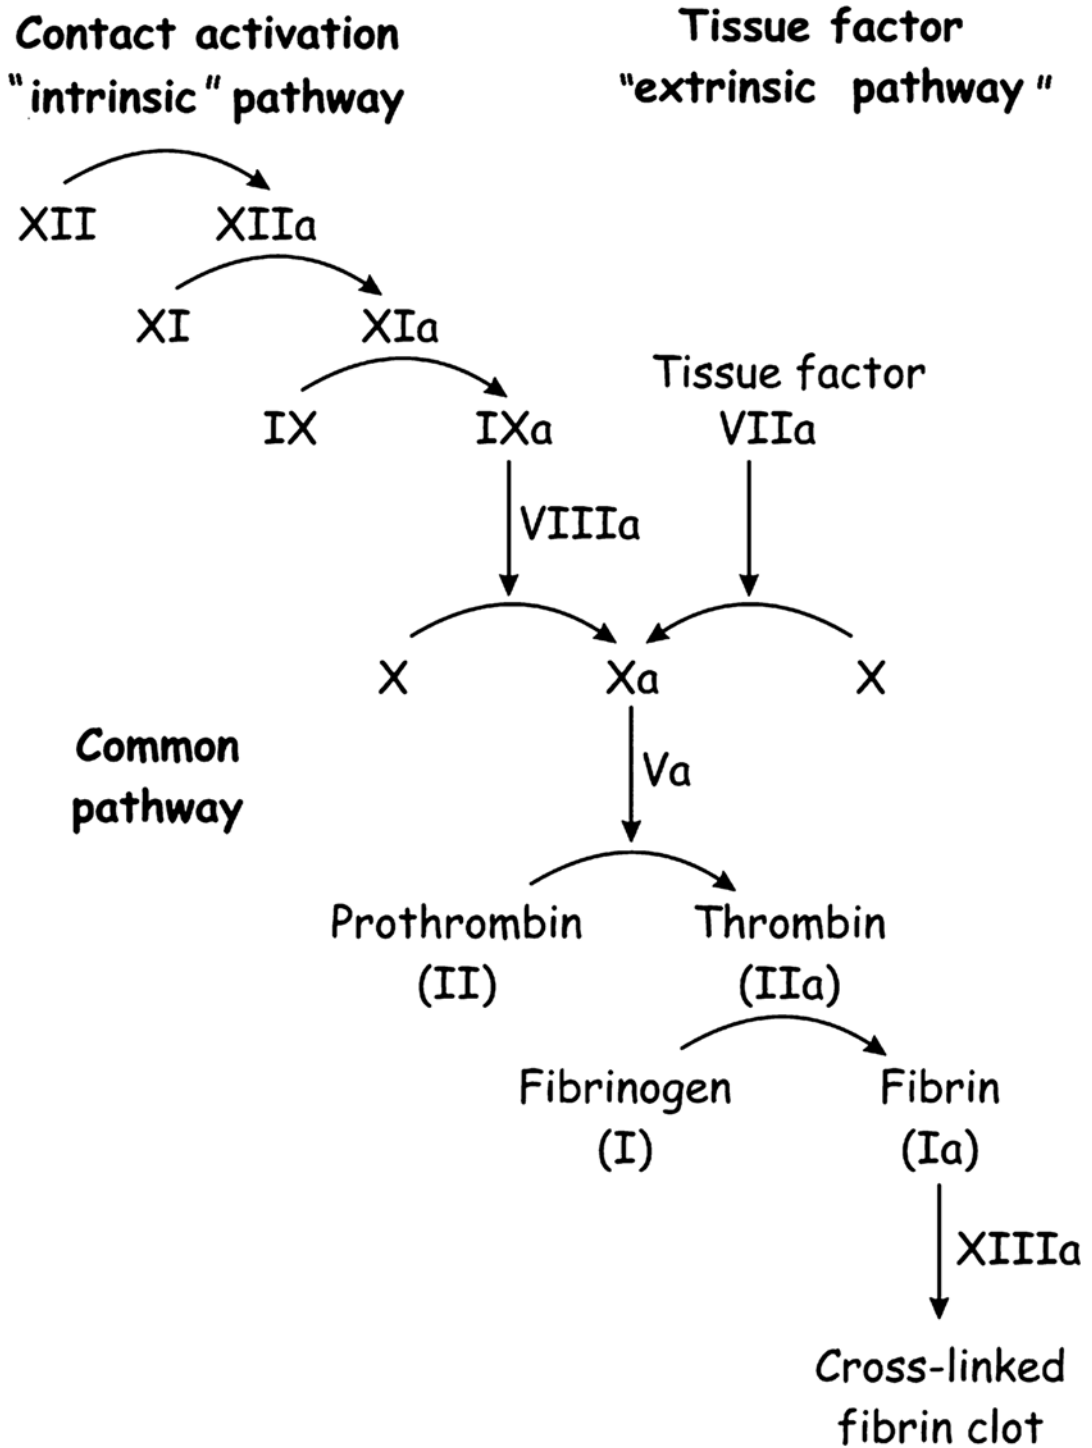 Contact activation
"intrinsic" pathway
Tissue factor
"extrinsic pathway"
XII
XIIa
XI
XIa
IX
IXa
Tissue factor
VIIa
VIIIa
X
Xa
X
Common
pathway
Va
Prothrombin
(II)
Thrombin
(IIa)
Fibrinogen
(I)
Fibrin
(Ia)
XIIIa
Cross-linked
fibrin clot